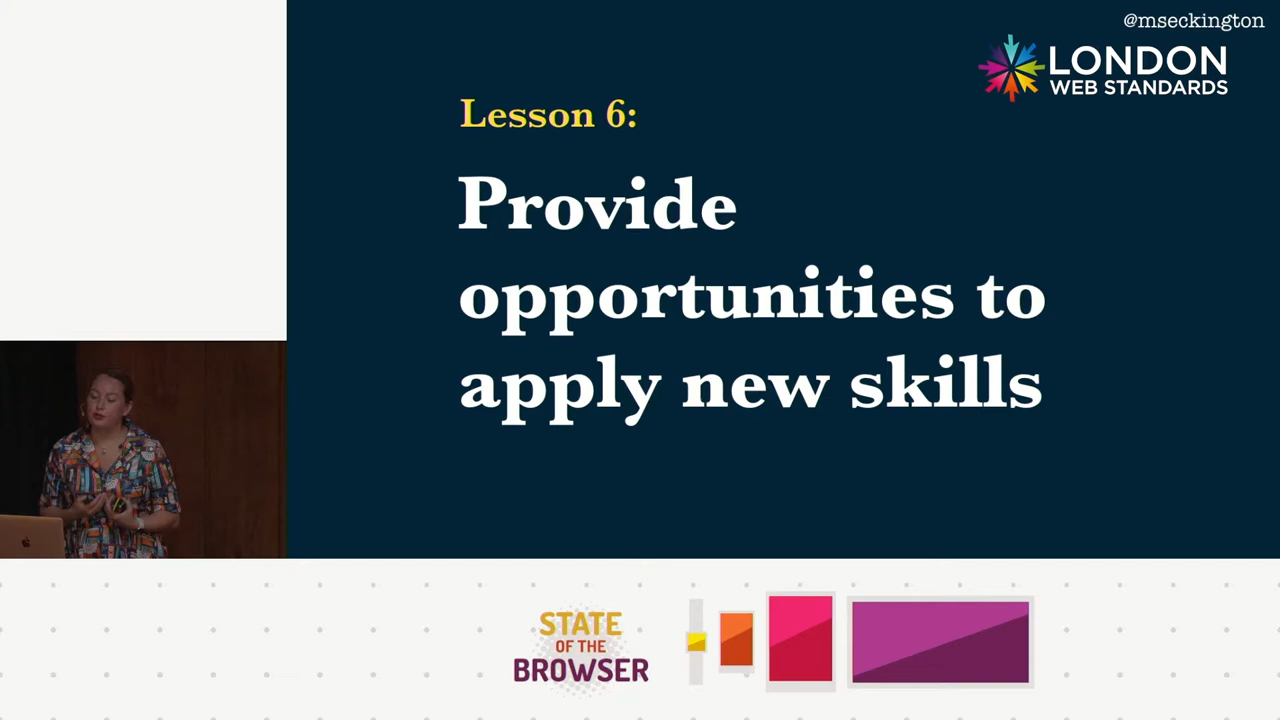 @mseckington
LONDON
WEB STANDARDS
Lesson 6:
Provide
opportunities to
apply new skills
STATE
OF THE
BROWSER